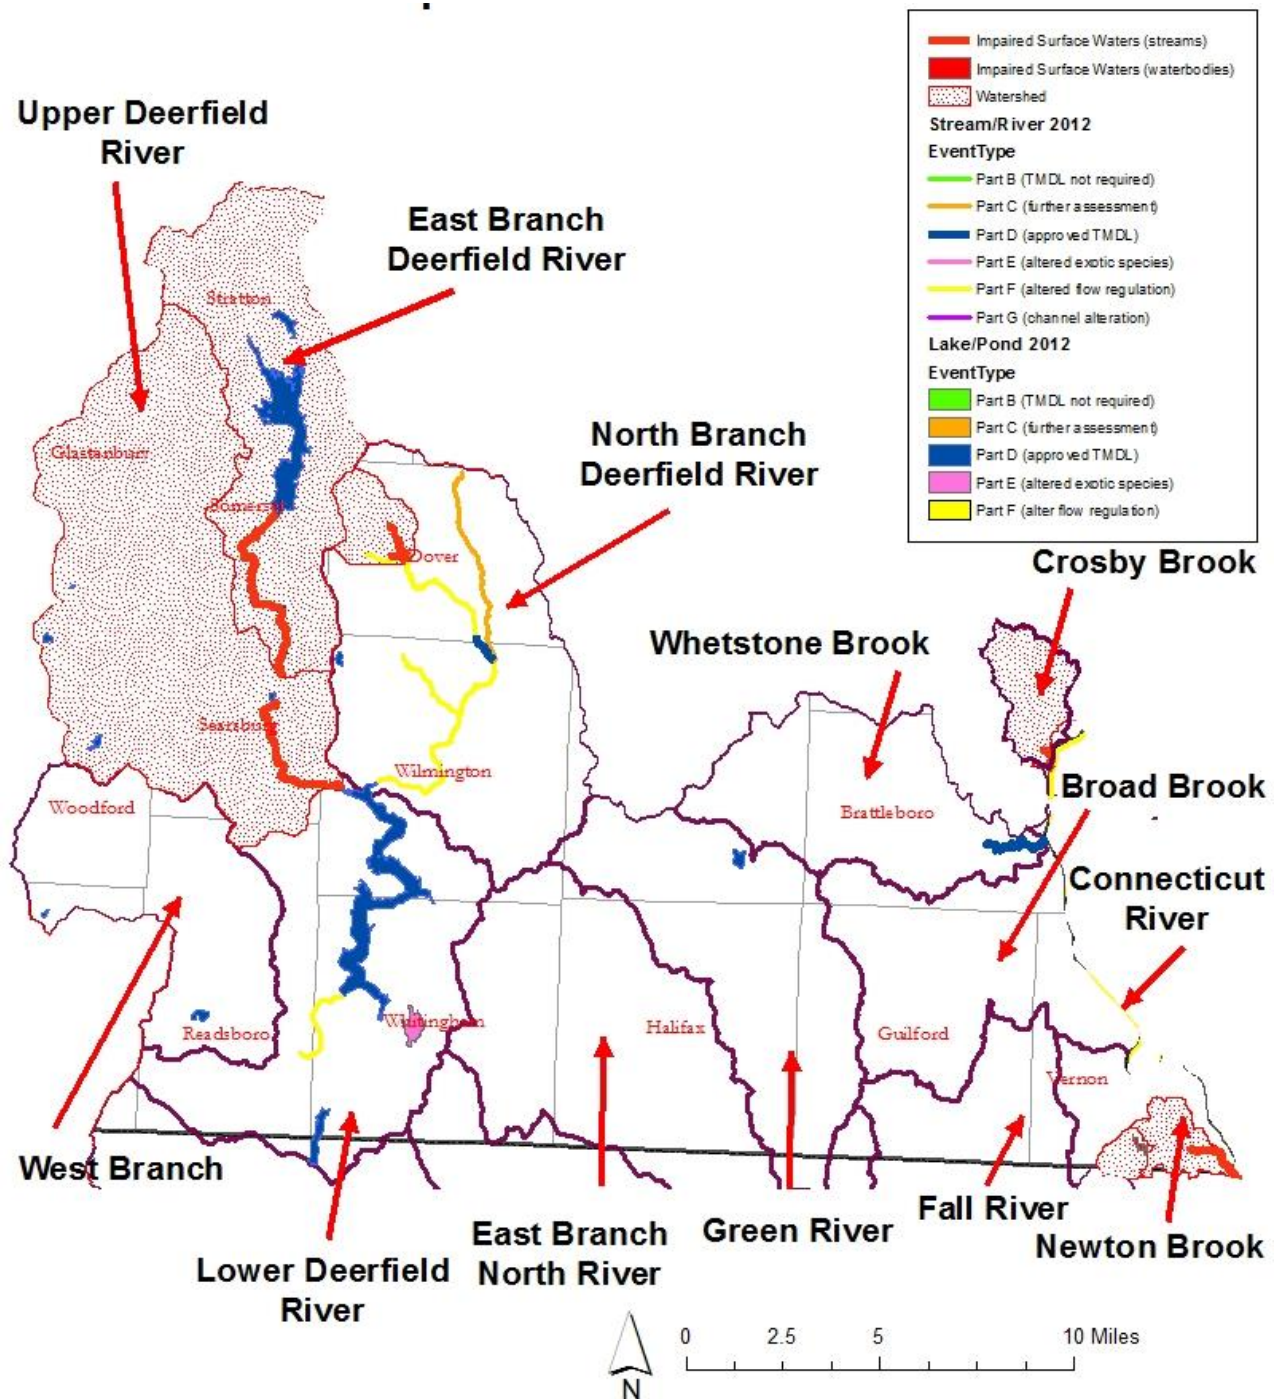 Impaired Surface Waters (streams)
Impaired Surface Waters (waterbodies)
Watershed
Stream/River 2012
EventType
Part B (TMDL not required)
Part C (further assessment)
Part D (approved TMDL)
Part E (altered exotic species)
Part F (altered flow regulation)
Part G (channel alteration)
Lake/Pond 2012
EventType
Part B (TMDL not required)
Part C (further assessment)
Part D (approved TMDL)
Part E (altered exotic species)
Part F (alter flow regulation)
Upper Deerfield
River
East Branch
Deerfield River
Stratton
North Branch
Deerfield River
Glastenbury
Somerset
Dover
Crosby Brook
Whetstone Brook
Searsburg
Wilmington
Broad Brook
Woodford
Brattleboro
Connecticut
River
Readsboro
Whitingham
Halifax
Guilford
Vernon
West Branch
Fall River
East Branch
North River
Green River
Newton Brook
Lower Deerfield
River
0 2.5 5 10 Miles
N